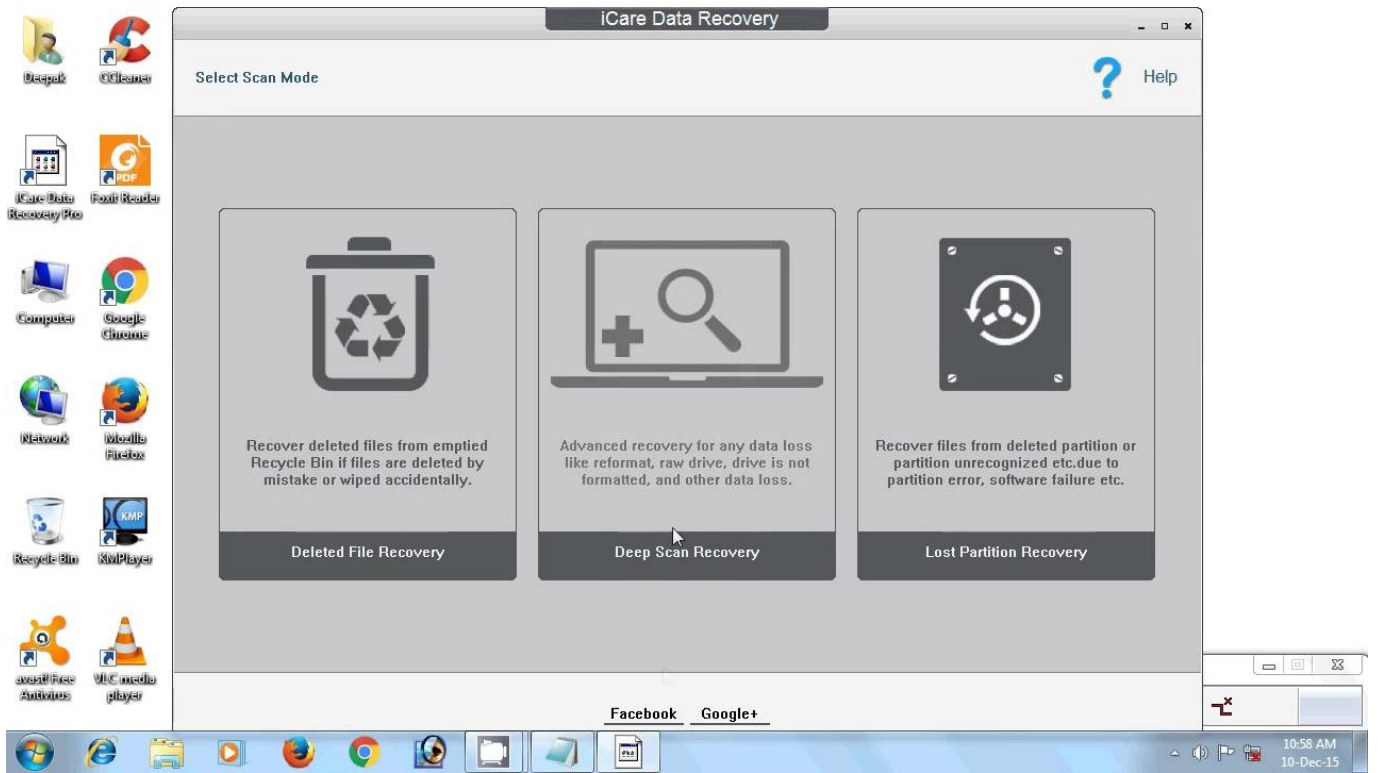 iCare Data Recovery
Select Scan Mode
Help
Deepak
CCleaner
iCare Data
Recovery Pro
PDF
Foxit Reader
Computer
Google
Chrome
Network
Mozilla
Firefox
Recycle Bin
KMP
KMPlayer
avast! Free
Antivirus
VLC media
player
Recover deleted files from emptied
Recycle Bin if files are deleted by
mistake or wiped accidentally.
Deleted File Recovery
Advanced recovery for any data loss
like reformat, raw drive, drive is not
formatted, and other data loss.
Deep Scan Recovery
Recover files from deleted partition or
partition unrecognized etc.due to
partition error, software failure etc.
Lost Partition Recovery
Facebook Google+
10:58 AM
10-Dec-15